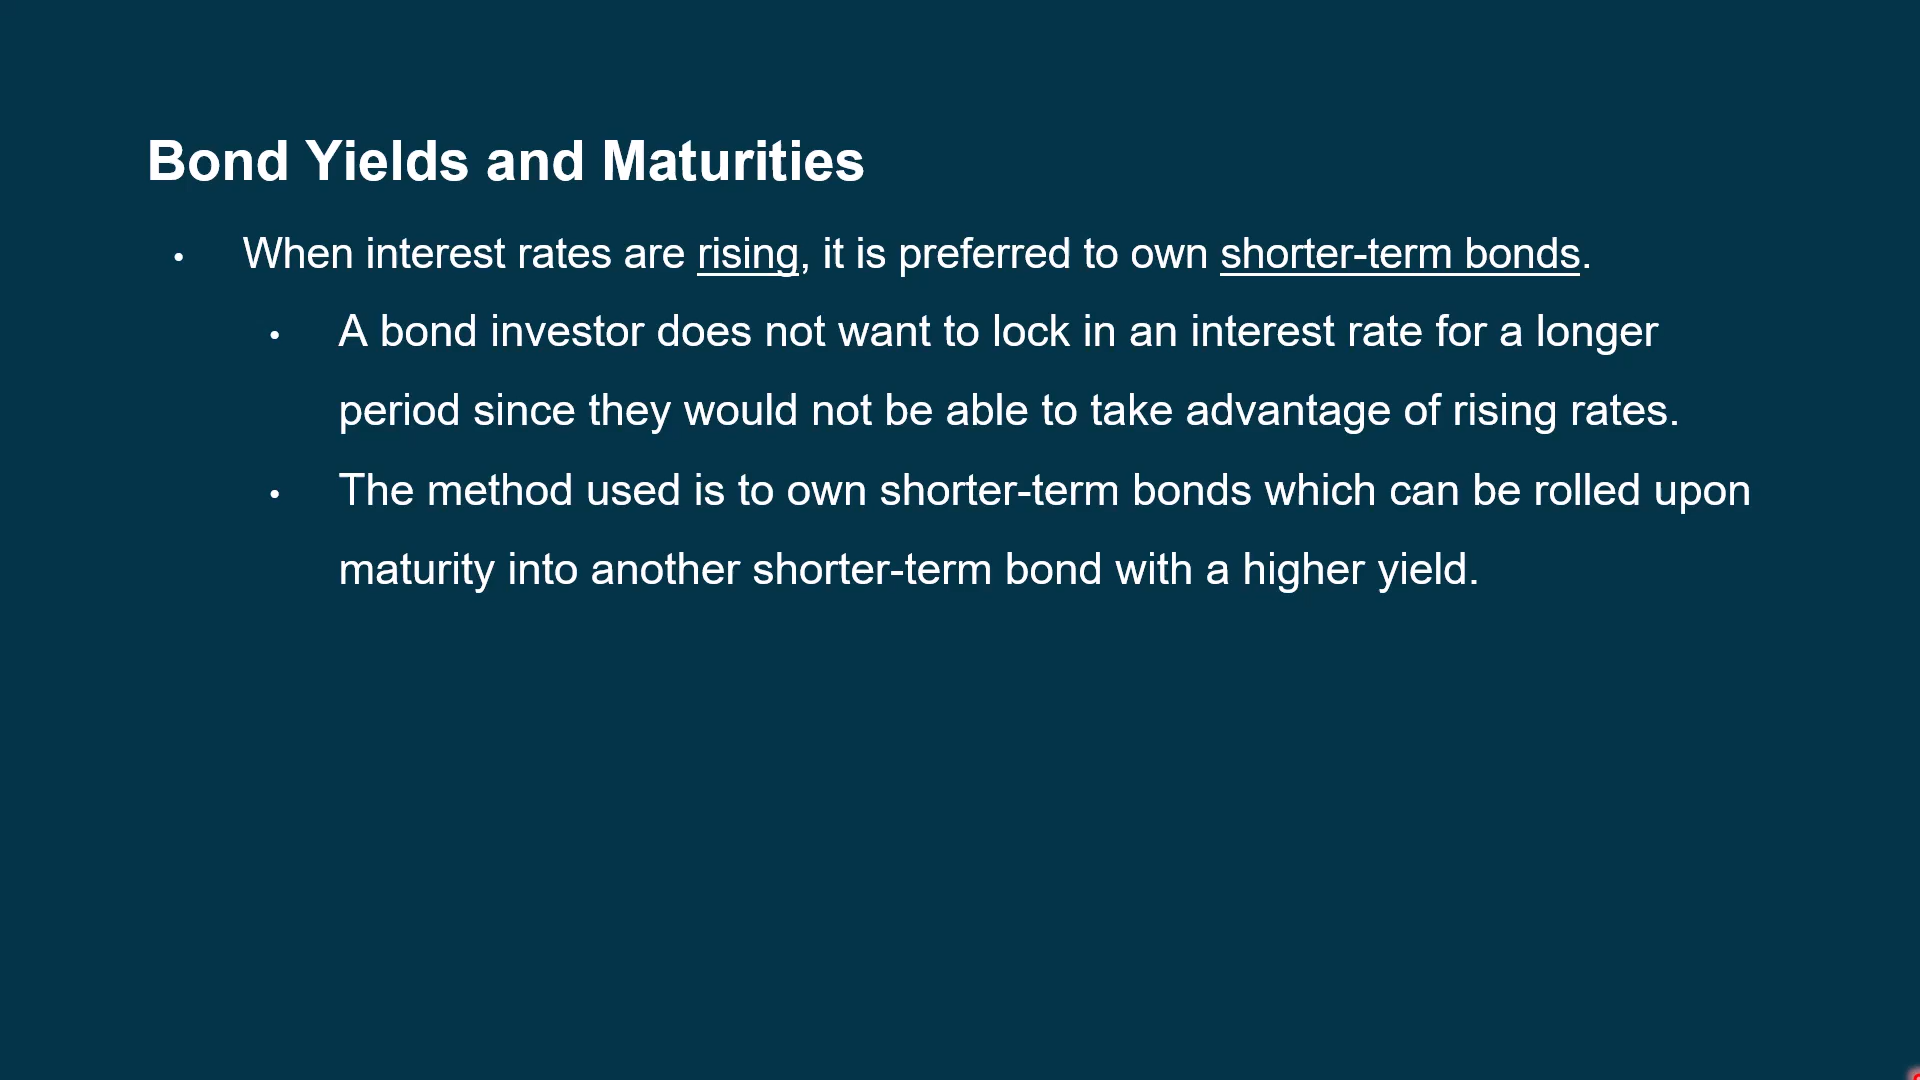 Bond Yields and Maturities
• When interest rates are rising, it is preferred to own shorter-term bonds.
• A bond investor does not want to lock in an interest rate for a longer
period since they would not be able to take advantage of rising rates.
• The method used is to own shorter-term bonds which can be rolled upon
maturity into another shorter-term bond with a higher yield.